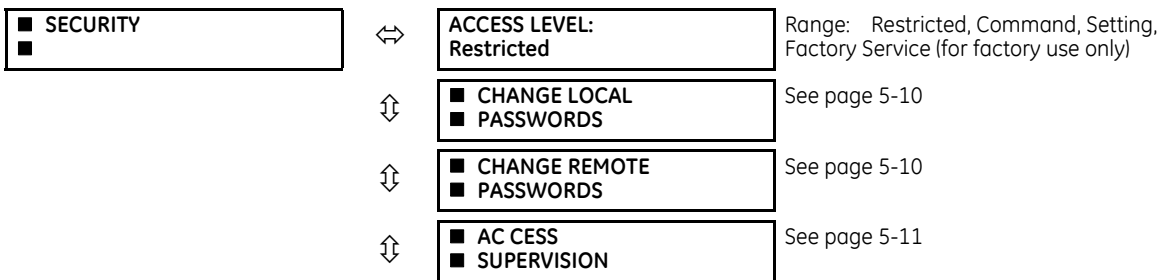 ■ SECURITY
■
ACCESS LEVEL:
Restricted
Range: Restricted, Command, Setting,
Factory Service (for factory use only)
■ CHANGE LOCAL
■ PASSWORDS
See page 5-10
■ CHANGE REMOTE
■ PASSWORDS
See page 5-10
■ AC CESS
■ SUPERVISION
See page 5-11